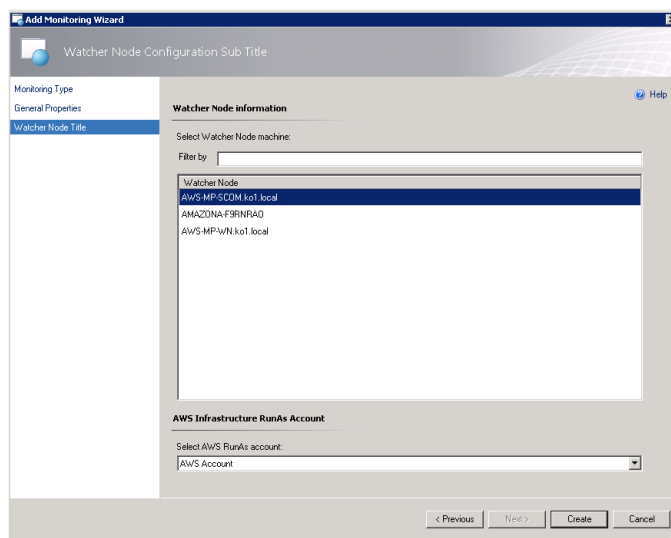 Add Monitoring Wizard
Watcher Node Configuration Sub Title
Monitoring Type
General Properties
Watcher Node Title
Help
Watcher Node information
Select Watcher Node machine:
Filter by
Watcher Node
AWS-MP-SCOM.ko1.local
AMAZONA-F9RNRAO
AWS-MP-WN.ko1.local
AWS Infrastructure RunAs Account
Select AWS RunAs account:
AWS Account
< Previous
Next >
Create
Cancel